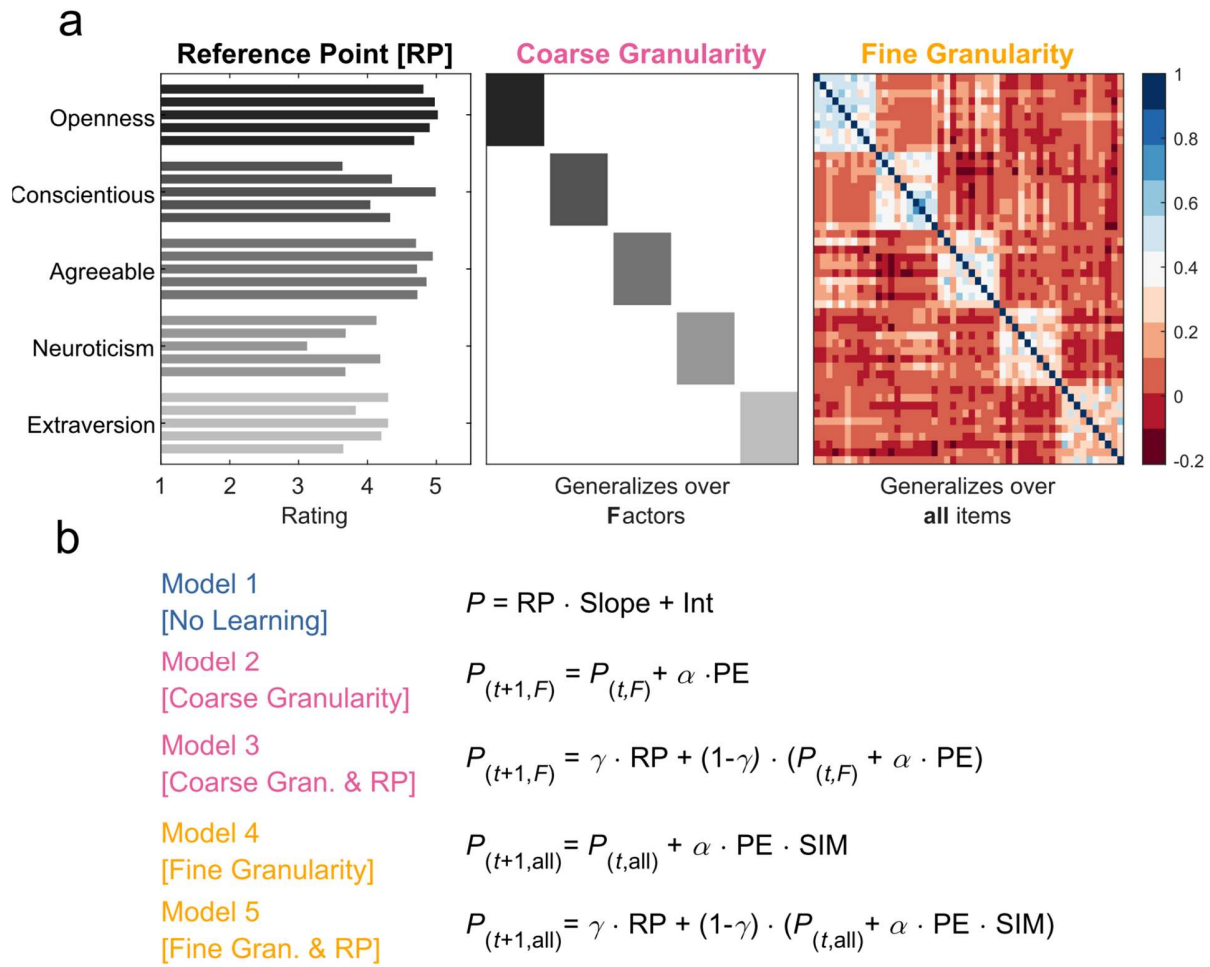 a
Reference Point [RP]
Coarse Granularity
Fine Granularity
Openness
Conscientious
Agreeable
Neuroticism
Extraversion
1 2 3 4 5
Rating
Generalizes over
Factors
Generalizes over
all items
1
0.8
0.6
0.4
0.2
0
-0.2
b
Model 1
[No Learning]
P = RP · Slope + Int
Model 2
[Coarse Granularity]
P(t+1,F) = P(t,F) + α ·PE
Model 3
[Coarse Gran. & RP]
P(t+1,F) = γ · RP + (1-γ) · (P(t,F) + α · PE)
Model 4
[Fine Granularity]
P(t+1,all) = P(t,all) + α · PE · SIM
Model 5
[Fine Gran. & RP]
P(t+1,all) = γ · RP + (1-γ) · (P(t,all) + α · PE · SIM)